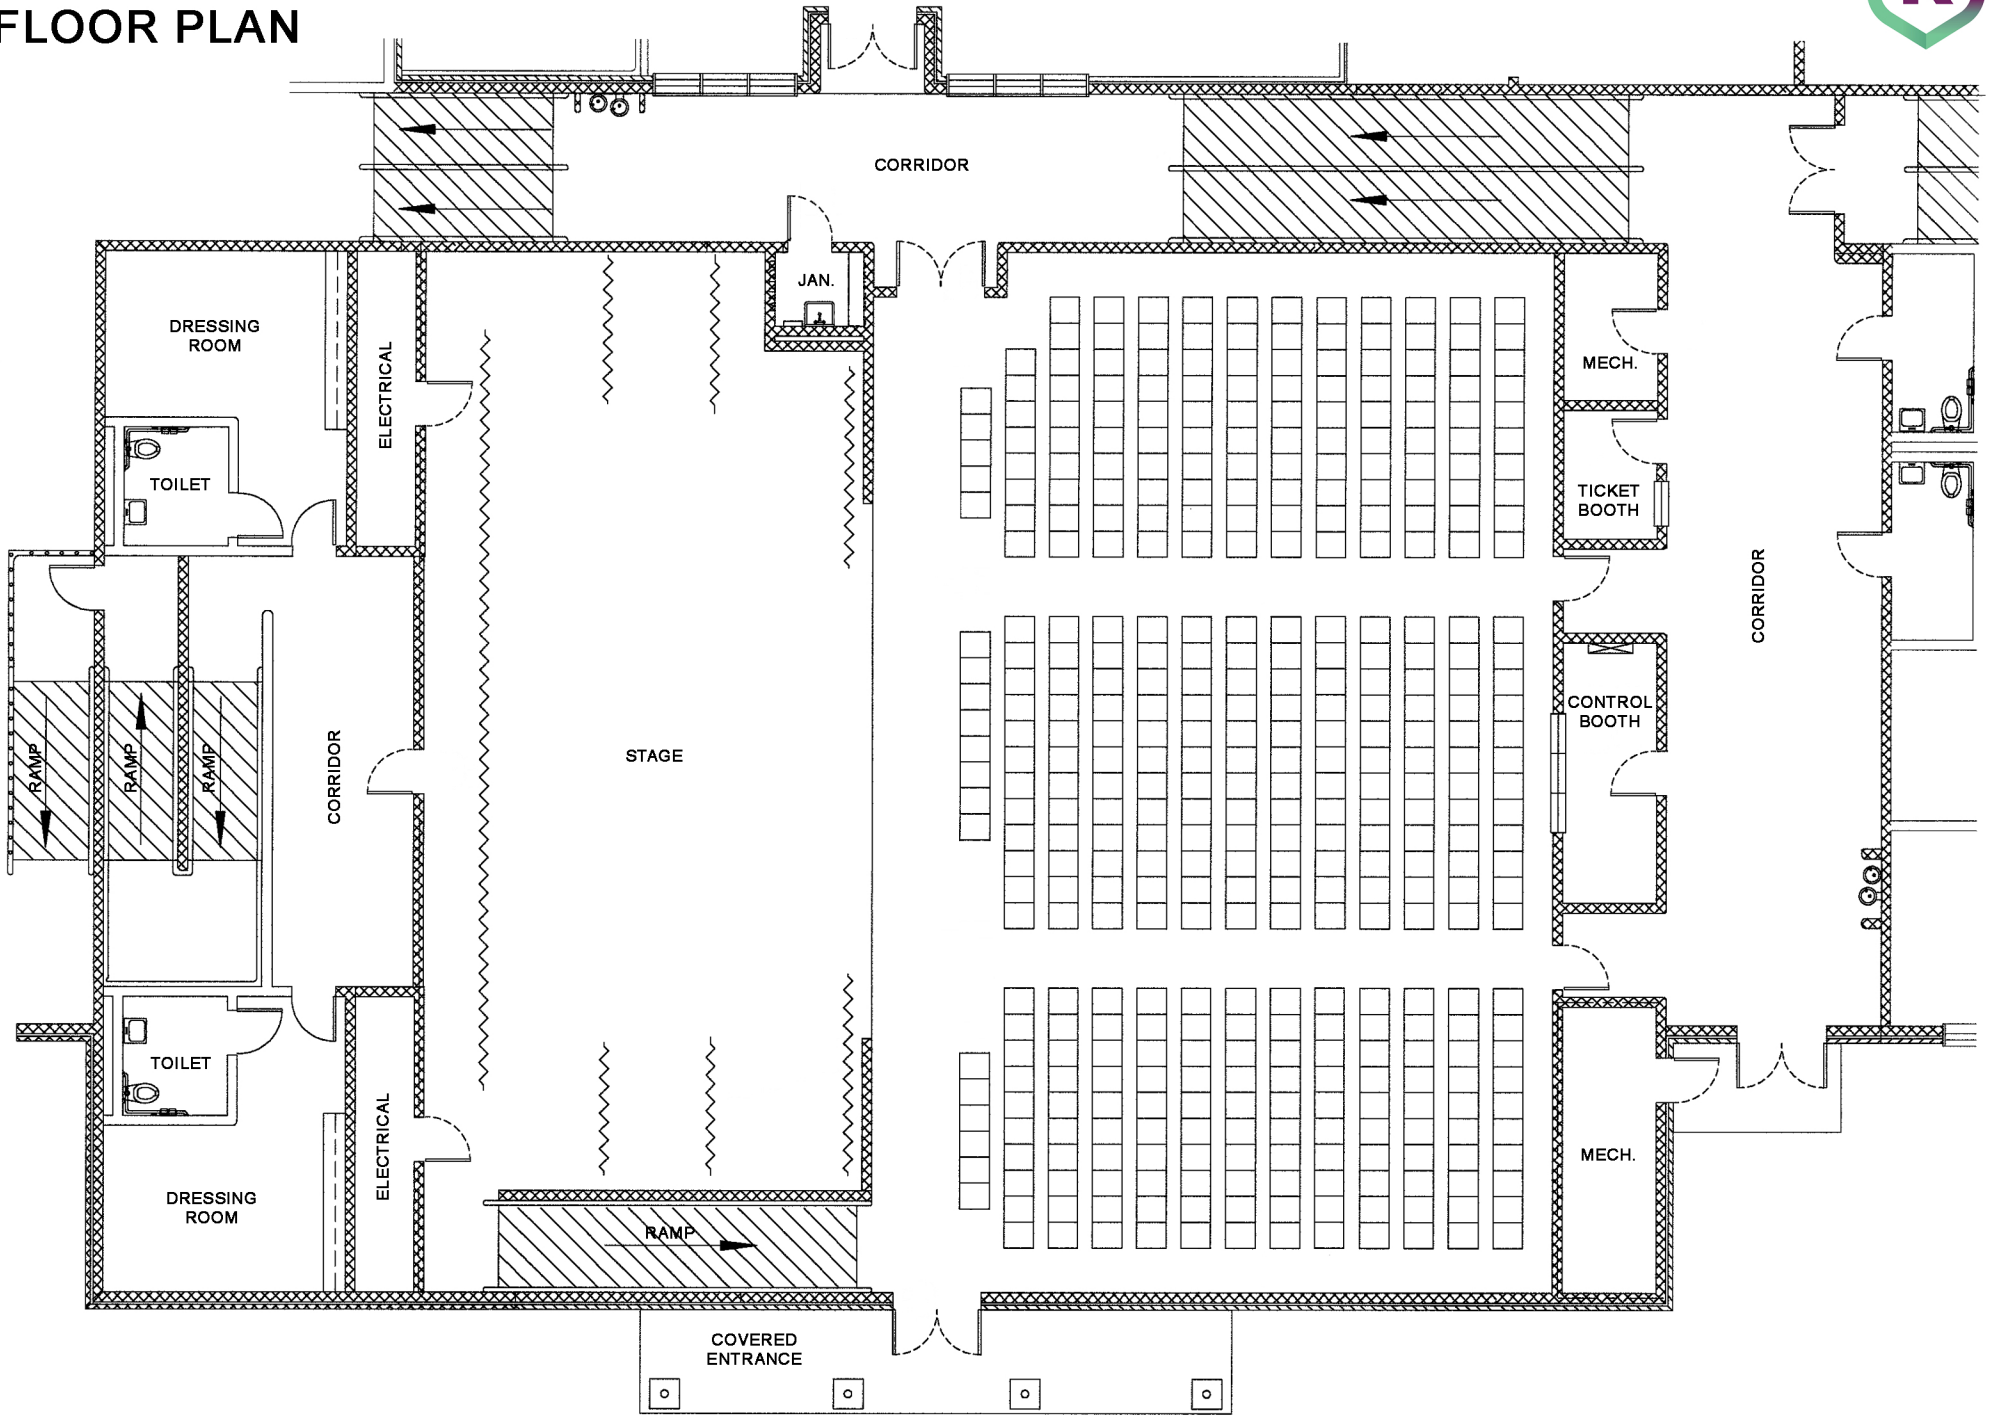 FLOOR PLAN
CORRIDOR
JAN.
DRESSING
ROOM
ELECTRICAL
MECH.
TOILET
TICKET
BOOTH
CORRIDOR
CONTROL
BOOTH
RAMP
RAMP
RAMP
CORRIDOR
STAGE
TOILET
ELECTRICAL
MECH.
DRESSING
ROOM
RAMP
COVERED
ENTRANCE